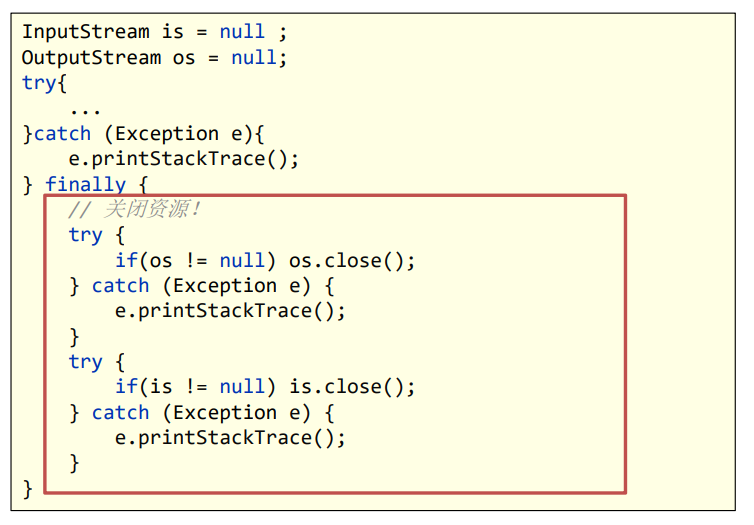 InputStream is = null ;
OutputStream os = null;
try{
    ...
}catch (Exception e){
    e.printStackTrace();
} finally {
    // 关闭资源！
    try {
        if(os != null) os.close();
    } catch (Exception e) {
        e.printStackTrace();
    }
    try {
        if(is != null) is.close();
    } catch (Exception e) {
        e.printStackTrace();
    }
}